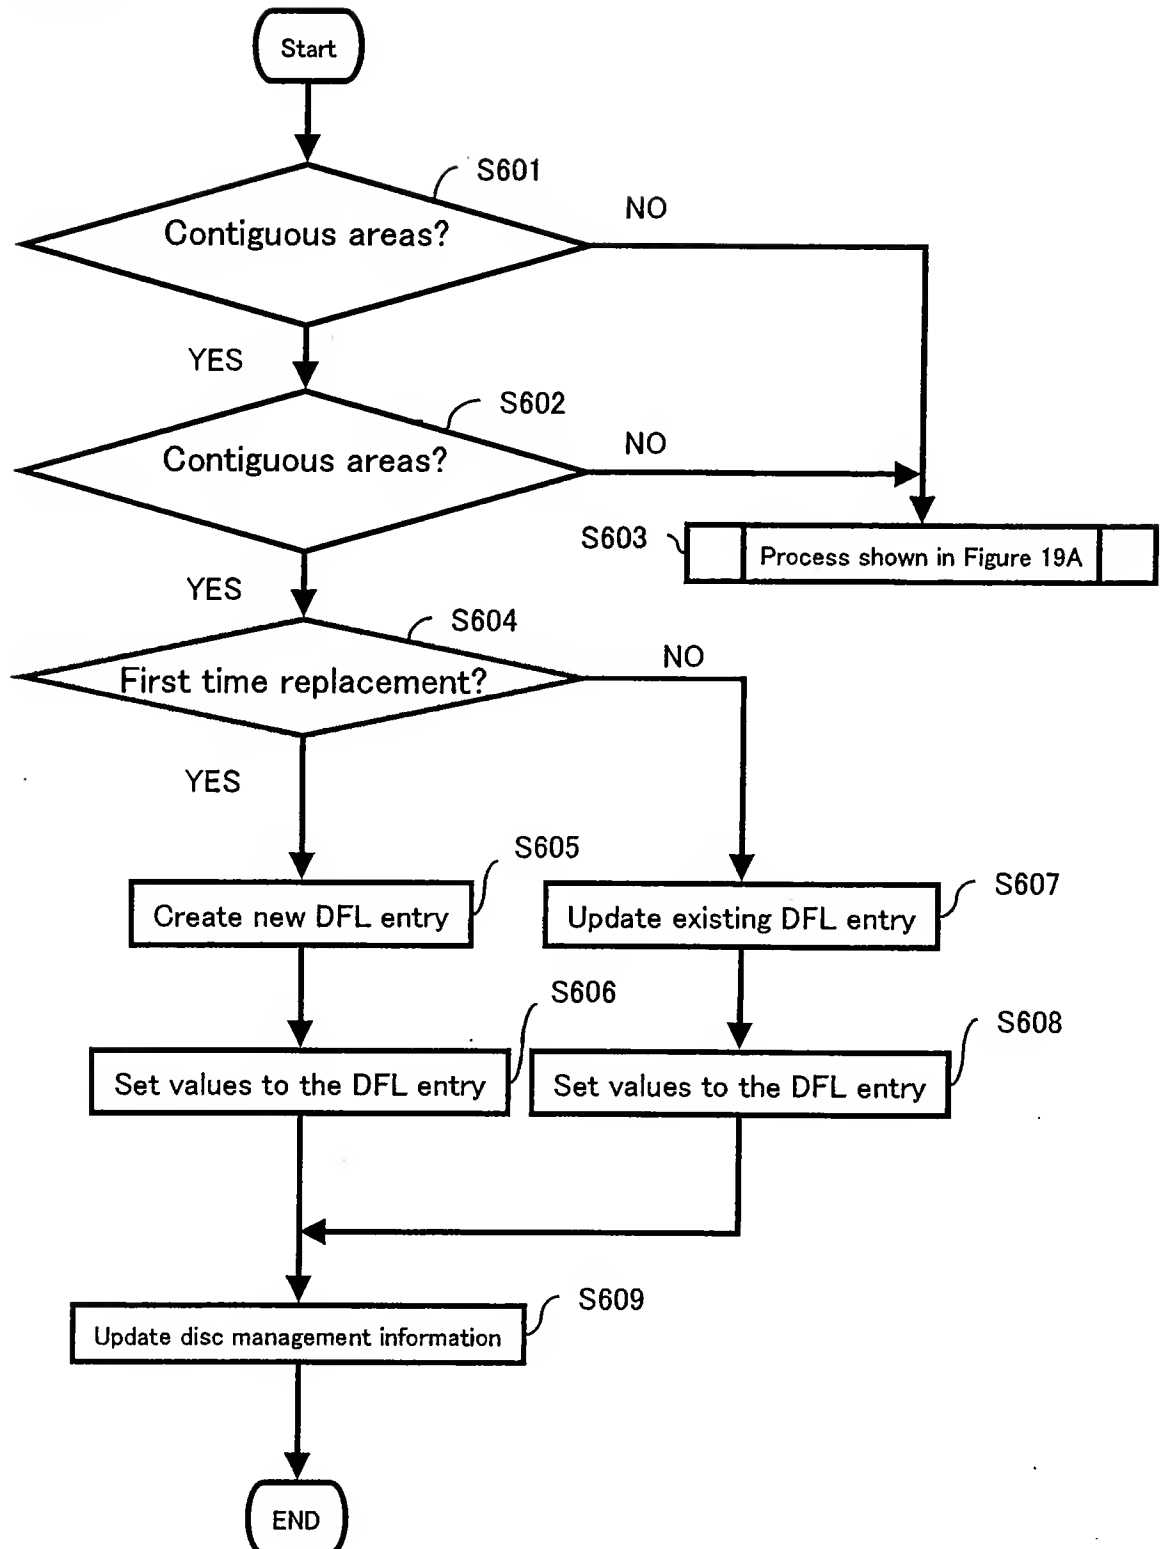 Start
S601
Contiguous areas?
NO
YES
S602
Contiguous areas?
NO
S603
Process shown in Figure 19A
YES
S604
First time replacement?
NO
YES
S605
Create new DFL entry
S607
Update existing DFL entry
S606
Set values to the DFL entry
S608
Set values to the DFL entry
S609
Update disc management information
END